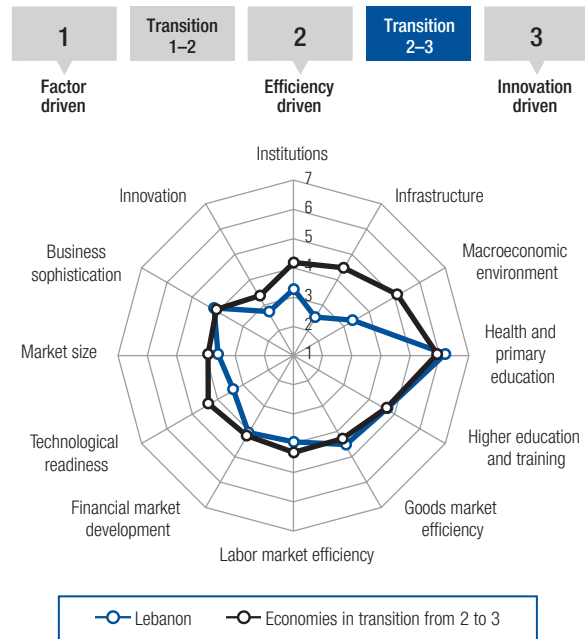 1
Transition
1–2
2
Transition
2–3
3
Factor
driven
Efficiency
driven
Innovation
driven
Institutions
Innovation
Infrastructure
Business
sophistication
Macroeconomic
environment
Market size
Health and
primary
education
Technological
readiness
Higher education
and training
Financial market
development
Goods market
efficiency
Labor market efficiency
7
6
5
4
3
2
1
Lebanon
Economies in transition from 2 to 3